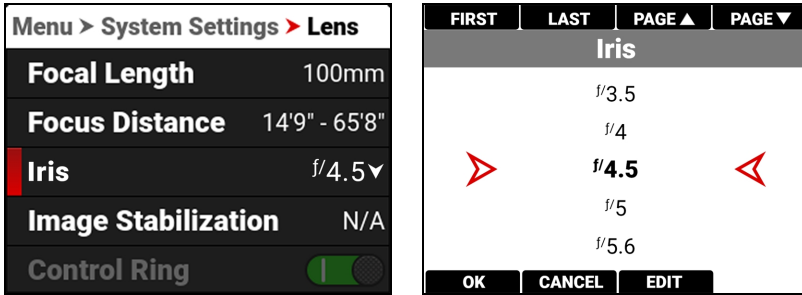 Menu > System Settings > Lens
Focal Length 100mm
Focus Distance 14'9" - 65'8"
Iris ƒ/4.5
Image Stabilization N/A
Control Ring
FIRST LAST PAGE▲ PAGE▼
Iris
ƒ/3.5
ƒ/4
ƒ/4.5
ƒ/5
ƒ/5.6
OK CANCEL EDIT